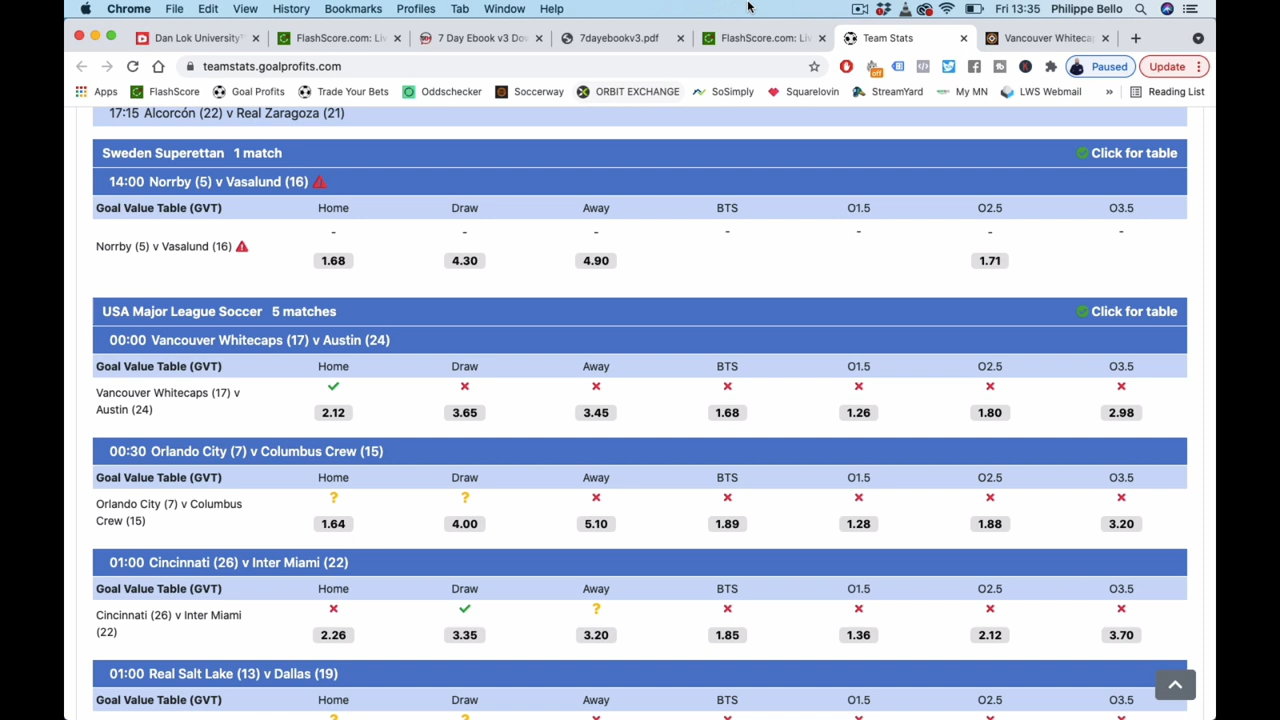 Chrome File Edit View History Bookmarks Profiles Tab Window Help Fri 13:35 Philippe Bello
Dan Lok University FlashScore.com: Li 7 Day Ebook v3 Do 7dayebookv3.pdf FlashScore.com: Li Team Stats Vancouver Whiteca
teamstats.goalprofits.com off Paused Update
Apps FlashScore Goal Profits Trade Your Bets Oddschecker Soccerway ORBIT EXCHANGE SoSimply Squarelovin StreamYard My MN LWS Webmail » Reading List
17:15 Alcorcón (22) v Real Zaragoza (21)
Sweden Superettan 1 match Click for table
14:00 Norrby (5) v Vasalund (16)
Goal Value Table (GVT) Home Draw Away BTS O1.5 O2.5 O3.5
- - - - - - -
Norrby (5) v Vasalund (16)
1.68 4.30 4.90 1.71
USA Major League Soccer 5 matches Click for table
00:00 Vancouver Whitecaps (17) v Austin (24)
Goal Value Table (GVT) Home Draw Away BTS O1.5 O2.5 O3.5
Vancouver Whitecaps (17) v
Austin (24)
2.12 3.65 3.45 1.68 1.26 1.80 2.98
00:30 Orlando City (7) v Columbus Crew (15)
Goal Value Table (GVT) Home Draw Away BTS O1.5 O2.5 O3.5
? ?
Orlando City (7) v Columbus
Crew (15)
1.64 4.00 5.10 1.89 1.28 1.88 3.20
01:00 Cincinnati (26) v Inter Miami (22)
Goal Value Table (GVT) Home Draw Away BTS O1.5 O2.5 O3.5
?
Cincinnati (26) v Inter Miami
(22)
2.26 3.35 3.20 1.85 1.36 2.12 3.70
01:00 Real Salt Lake (13) v Dallas (19)
Goal Value Table (GVT) Home Draw Away BTS O1.5 O2.5 O3.5
? ?